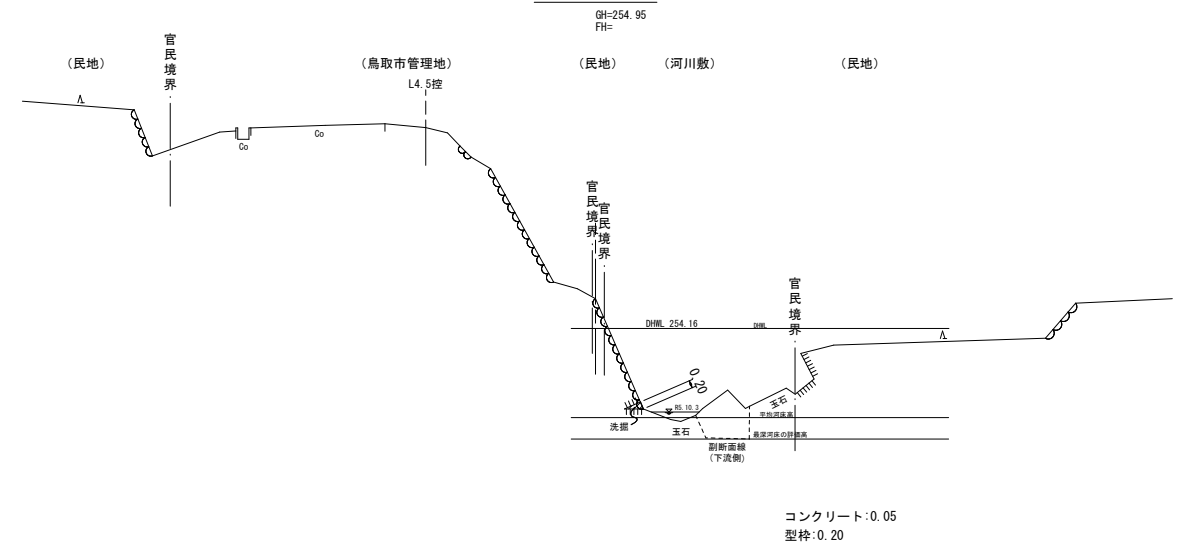 GH=254.95
FH=
(民地)
官民境界
(鳥取市管理地)
(民地)
(河川敷)
(民地)
L4.5控
Co
Co
官民境界
官民境界
官民境界
DHWL 254.16
DHWL
0.20
R5.10.3
玉石
平均河床高
洗掘
玉石
最深河床の評価高
副断面線
(下流側)
コンクリート:0.05
型枠:0.20